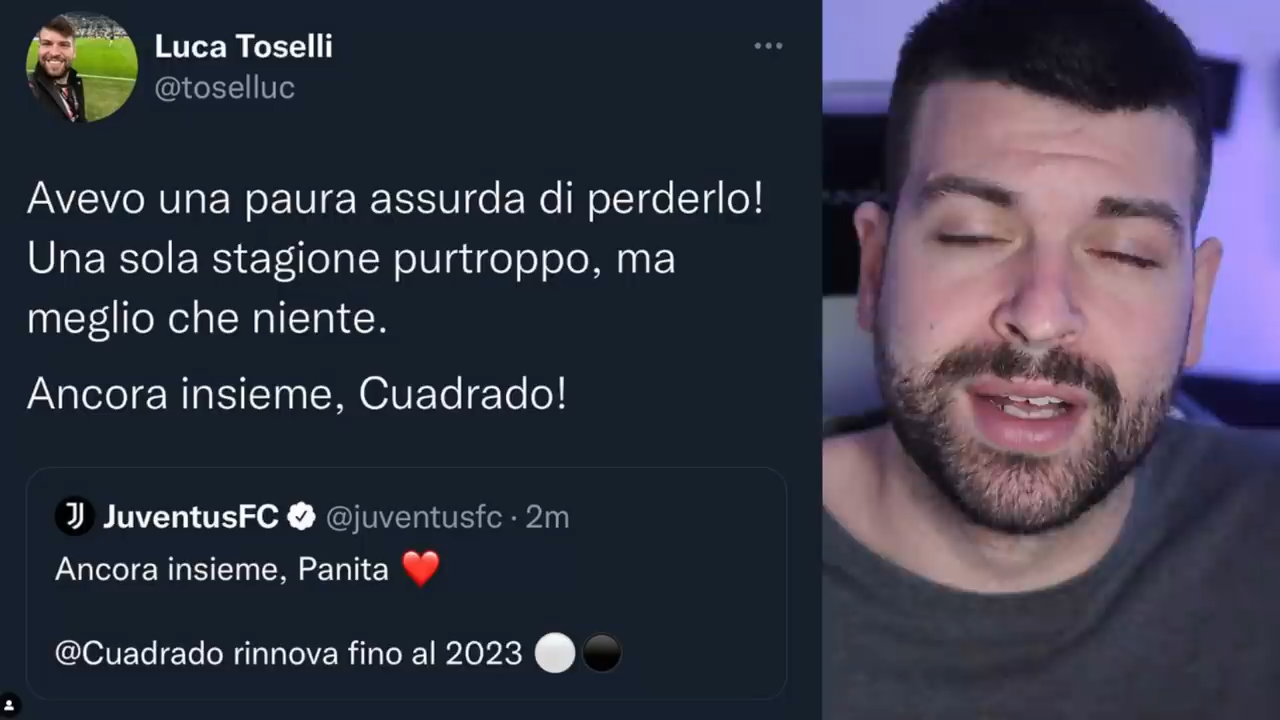 Luca Toselli
@toselluc
Avevo una paura assurda di perderlo!
Una sola stagione purtroppo, ma
meglio che niente.
Ancora insieme, Cuadrado!
JuventusFC @juventusfc · 2m
Ancora insieme, Panita ❤️
@Cuadrado rinnova fino al 2023 ⚪⚫